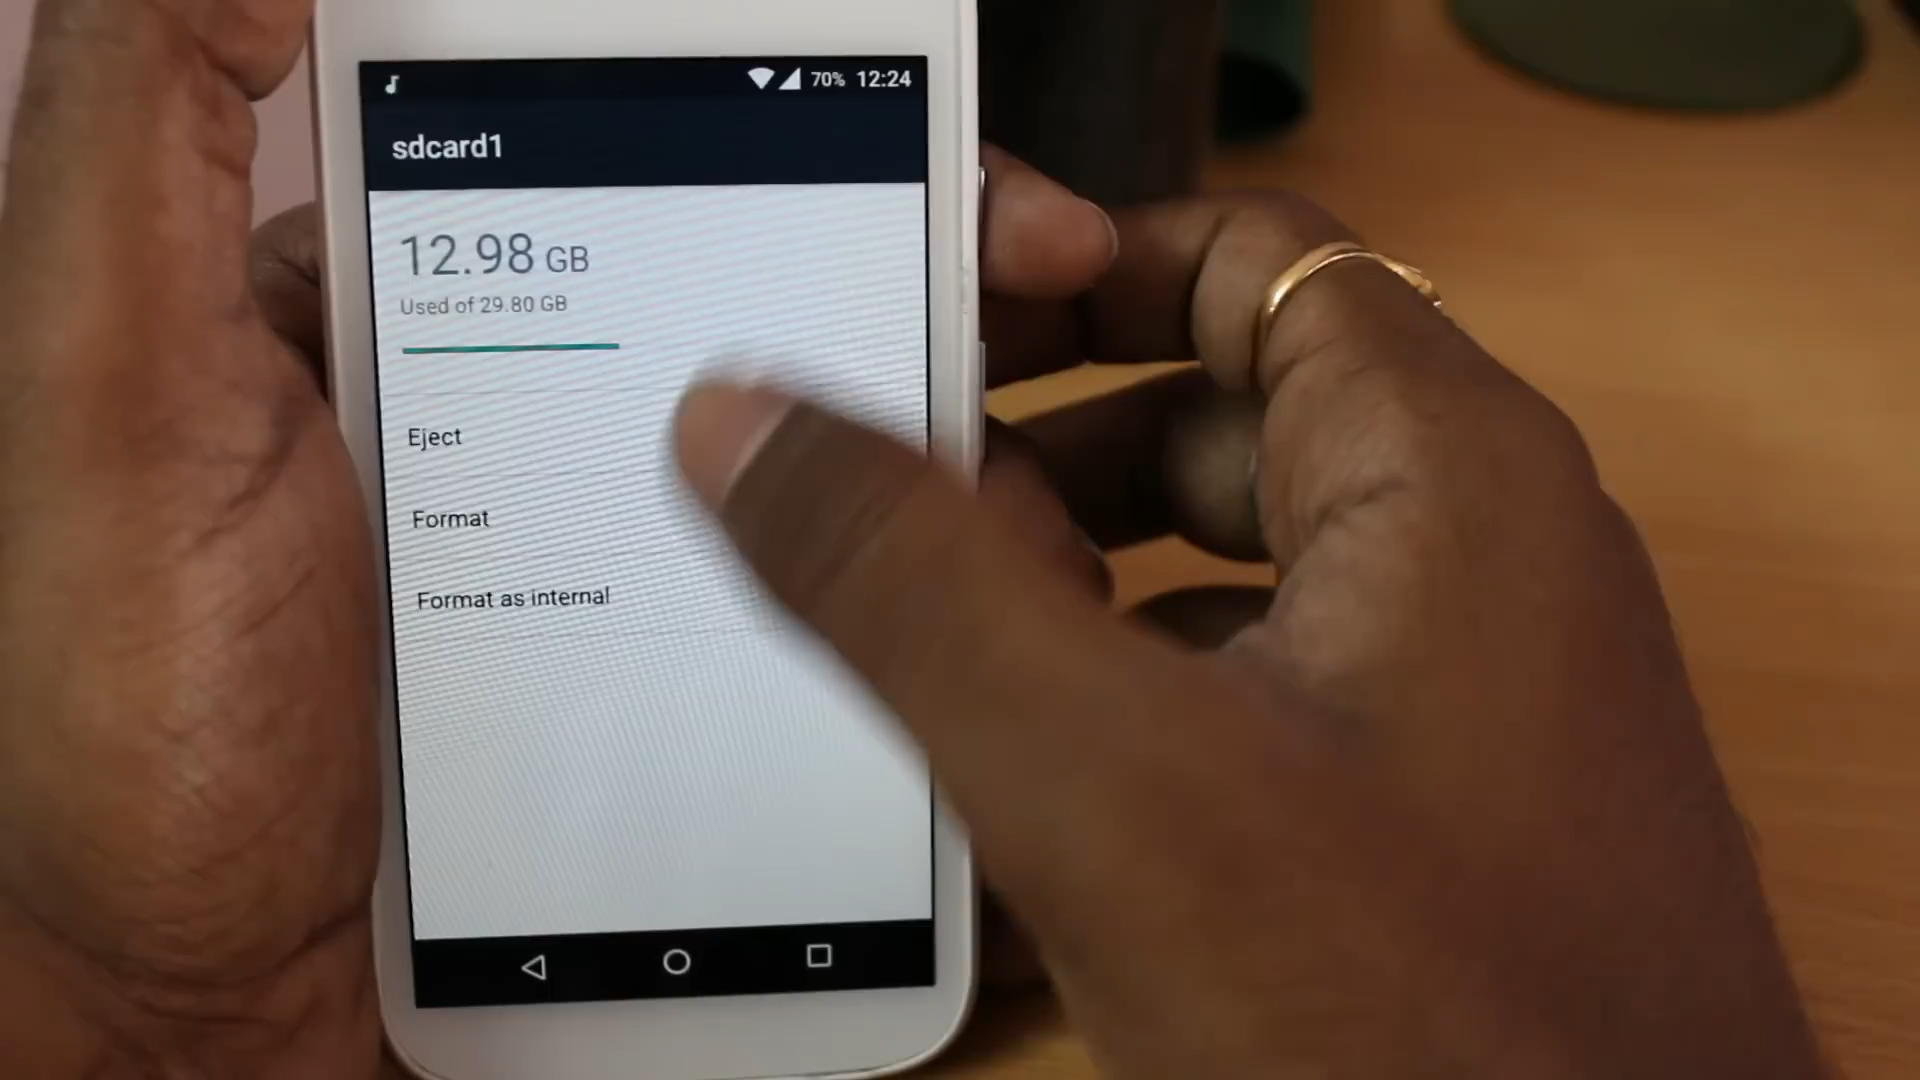 70% 12:24
sdcard1
12.98 GB
Used of 29.80 GB
Eject
Format
Format as internal